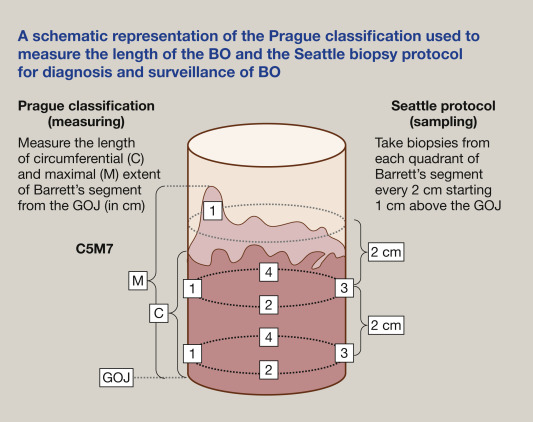 A schematic representation of the Prague classification used to
measure the length of the BO and the Seattle biopsy protocol
for diagnosis and surveillance of BO
Prague classification
(measuring)
Measure the length
of circumferential (C)
and maximal (M) extent
of Barrett's segment
from the GOJ (in cm)
Seattle protocol
(sampling)
Take biopsies from
each quadrant of
Barrett's segment
every 2 cm starting
1 cm above the GOJ
1
C5M7
2 cm
4
M
1
3
2
C
2 cm
4
1
3
2
GOJ